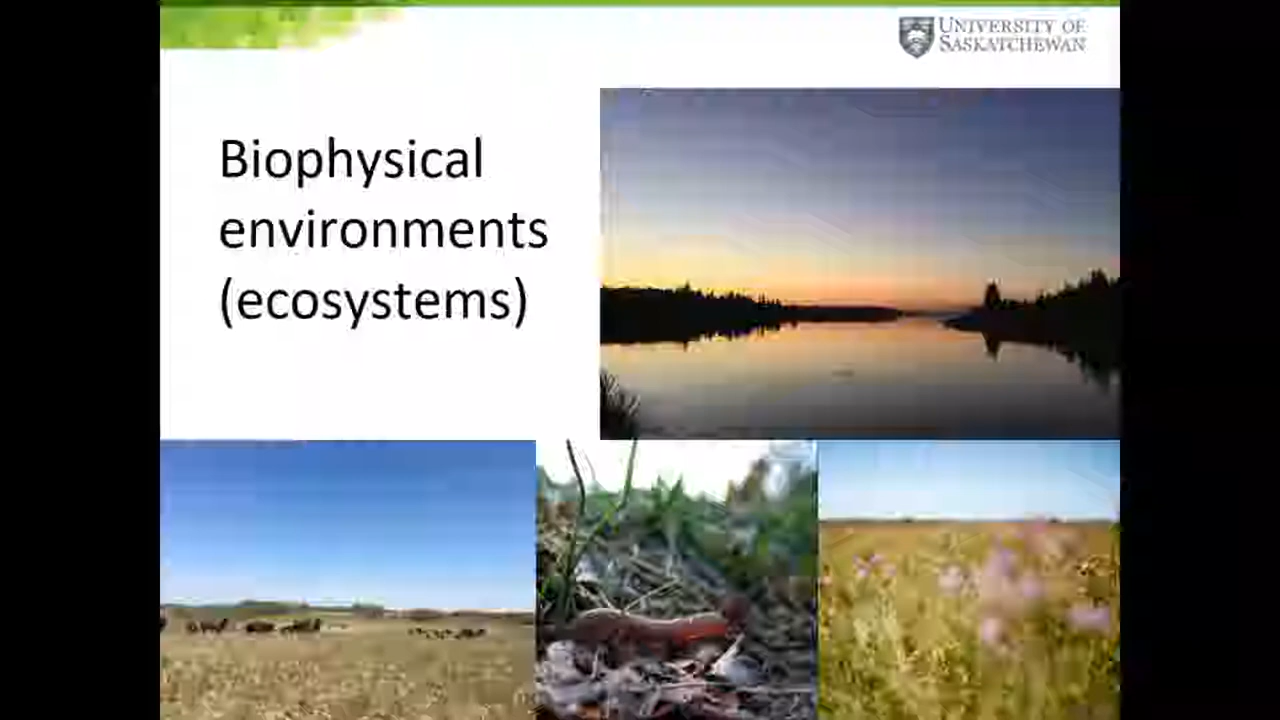 UNIVERSITY OF
SASKATCHEWAN
Biophysical
environments
(ecosystems)